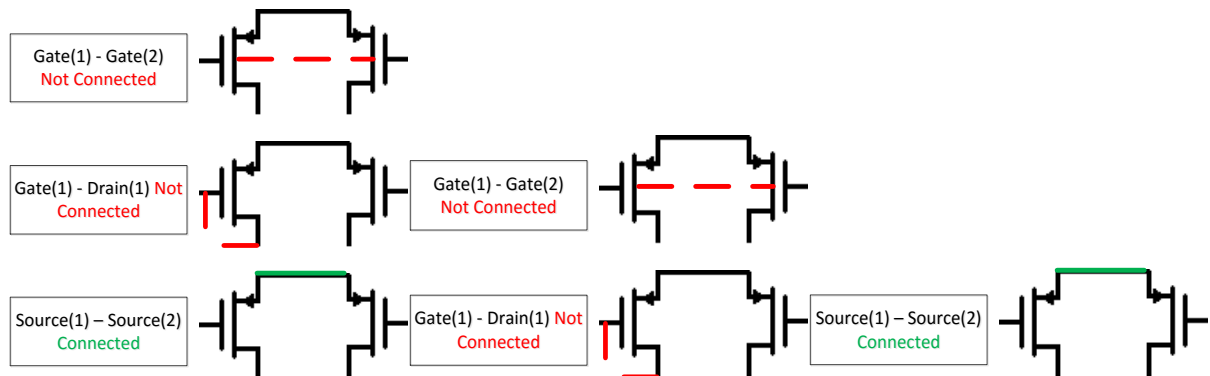 Gate(1) - Gate(2)
Not Connected
Gate(1) - Drain(1) Not
Connected
Gate(1) - Gate(2)
Not Connected
Source(1) – Source(2)
Connected
Gate(1) - Drain(1) Not
Connected
Source(1) – Source(2)
Connected